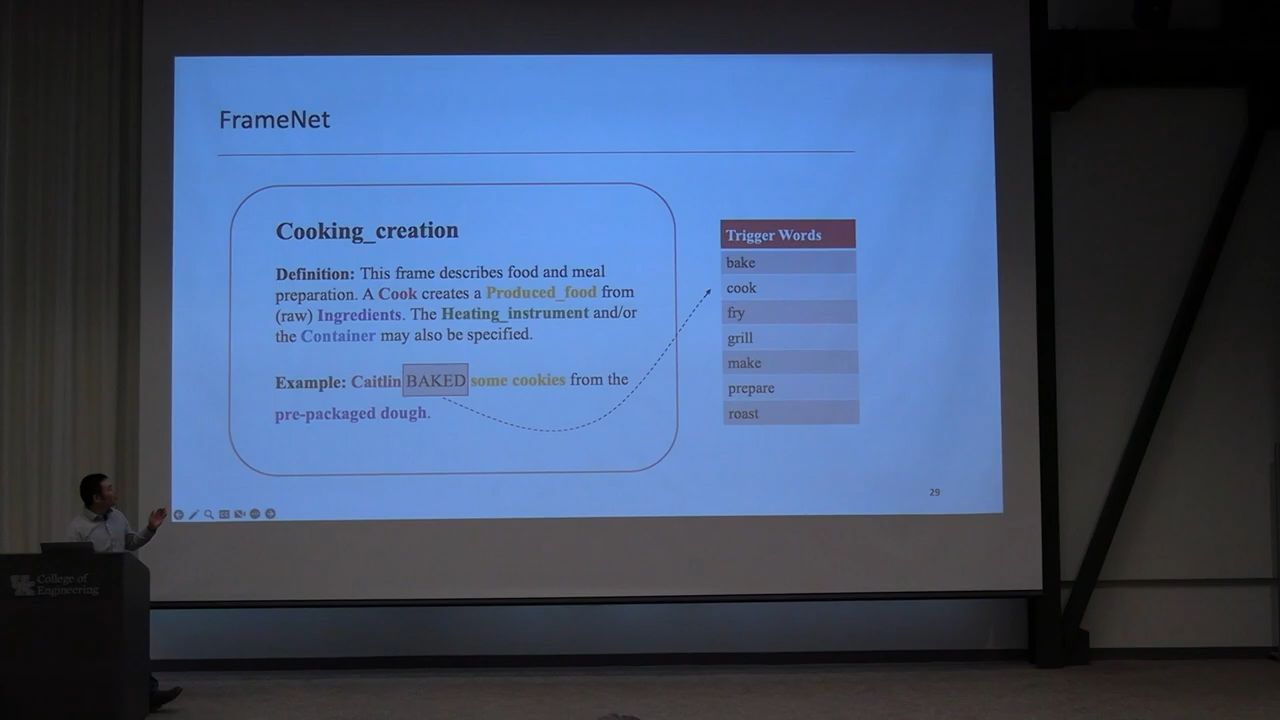 FrameNet
Cooking_creation
Definition: This frame describes food and meal
preparation. A Cook creates a Produced_food from
(raw) Ingredients. The Heating_instrument and/or
the Container may also be specified.
Example: Caitlin BAKED some cookies from the
pre-packaged dough.
Trigger Words
bake
cook
fry
grill
make
prepare
roast
29
UK College of
Engineering